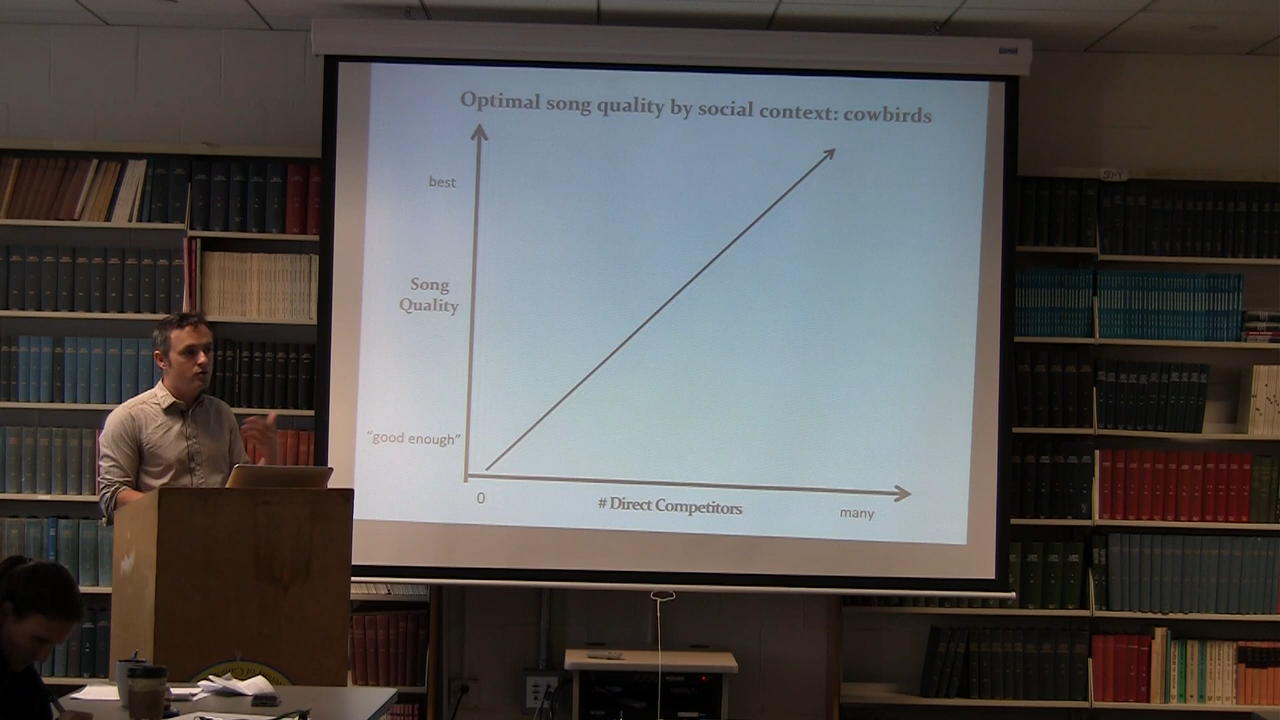 Optimal song quality by social context: cowbirds
best
Song
Quality
"good enough"
0
# Direct Competitors
many